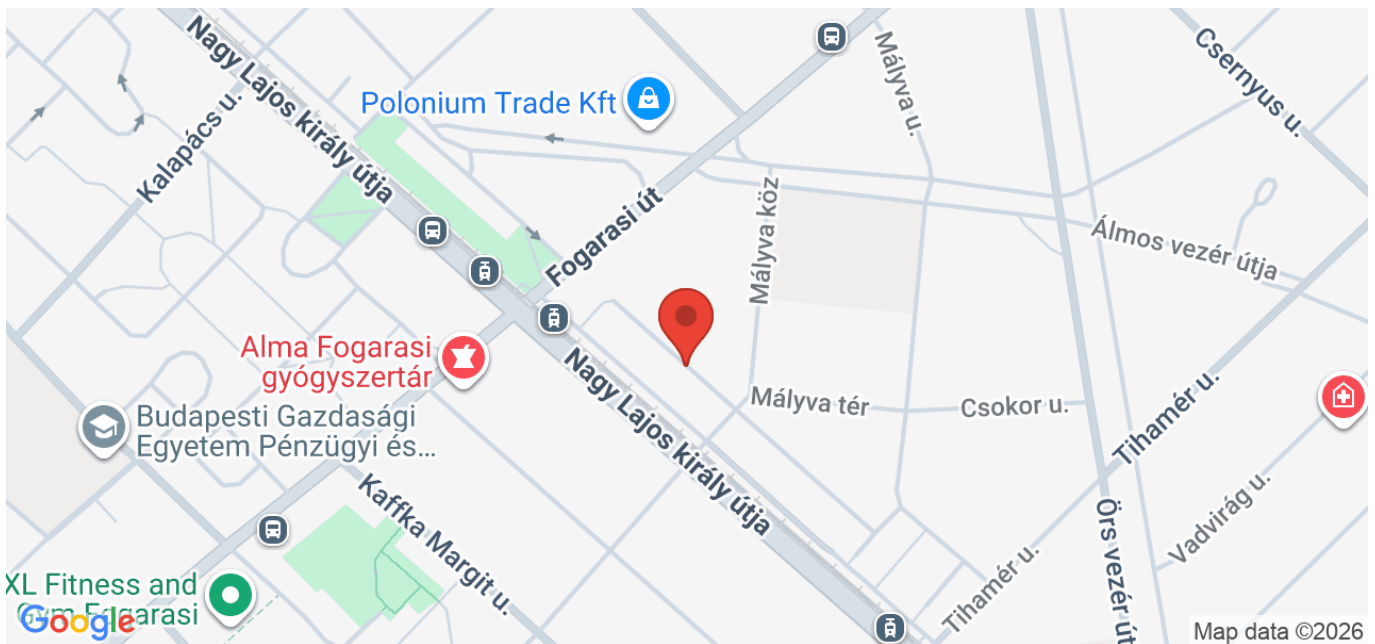 Nagy Lajos király útja
Kalapács u.
Polonium Trade Kft
Mályva u.
Csernyus u.
Fogarasi út
Mályva köz
Álmos vezér útja
Alma Fogarasi
gyógyszertár
Budapesti Gazdasági
Egyetem Pénzügyi és...
Nagy Lajos király útja
Mályva tér
Csokor u.
Tihamér u.
Kaffka Margit u.
Vadvirág u.
Örs vezér út
Tihamér u.
XL Fitness and
Gym Fogarasi
Google
Map data ©2026